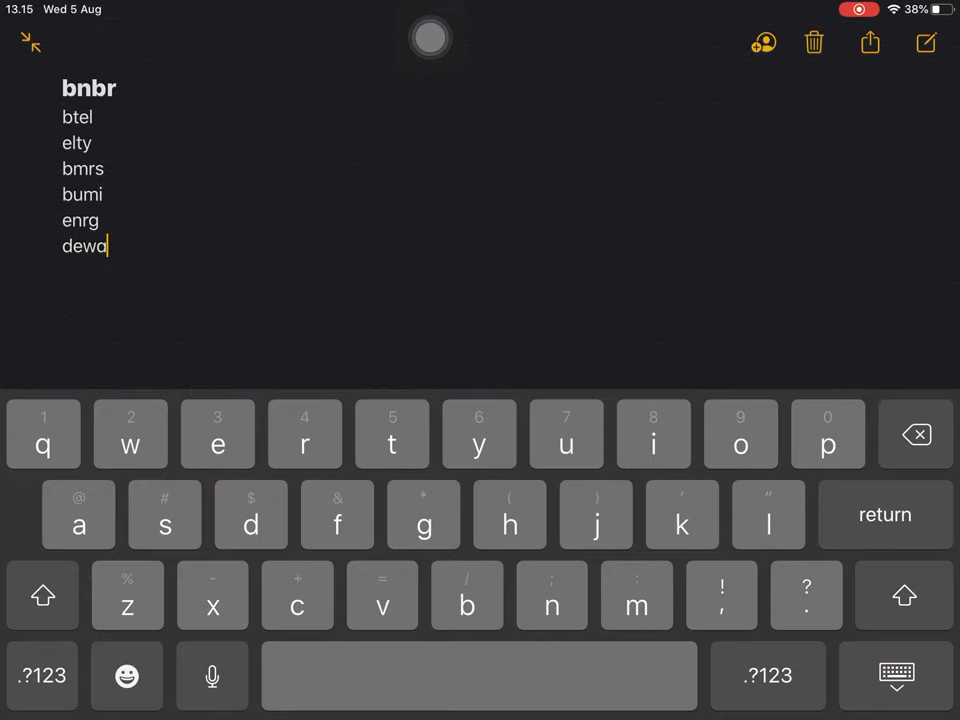 13.15 Wed 5 Aug 38%
bnbr
btel
elty
bmrs
bumi
enrg
dewa
1 2 3 4 5 6 7 8 9 0
q w e r t y u i o p
@ # $ & * ( ) ' "
a s d f g h j k l return
% - + = / ; : ! ?
z x c v b n m , .
.?123 .?123